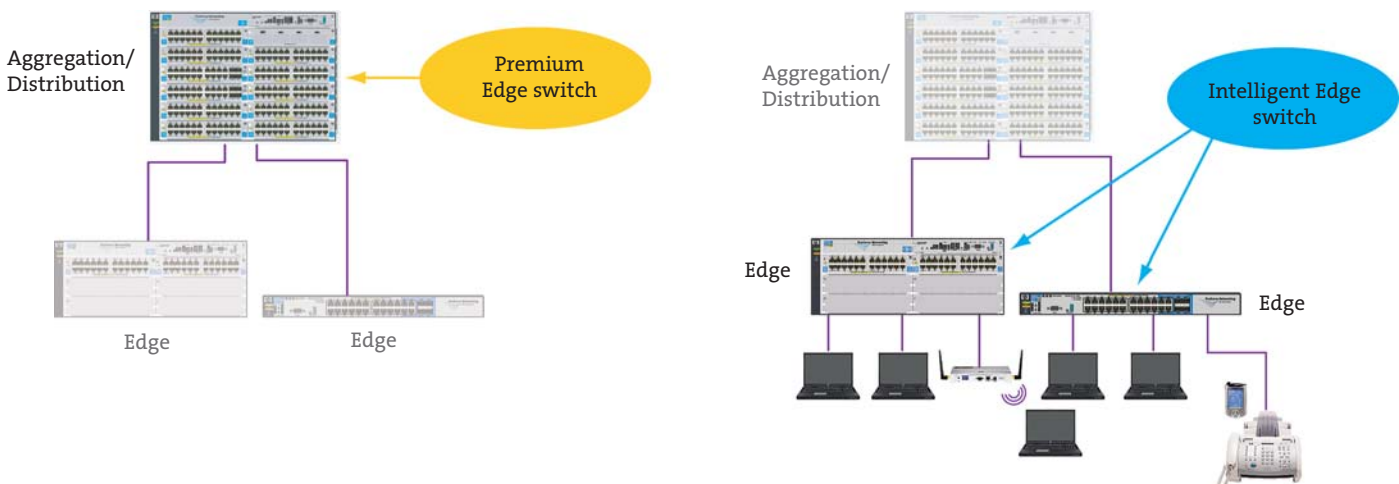 Aggregation/
Distribution
Premium
Edge switch
Edge
Edge
Aggregation/
Distribution
Intelligent Edge
switch
Edge
Edge